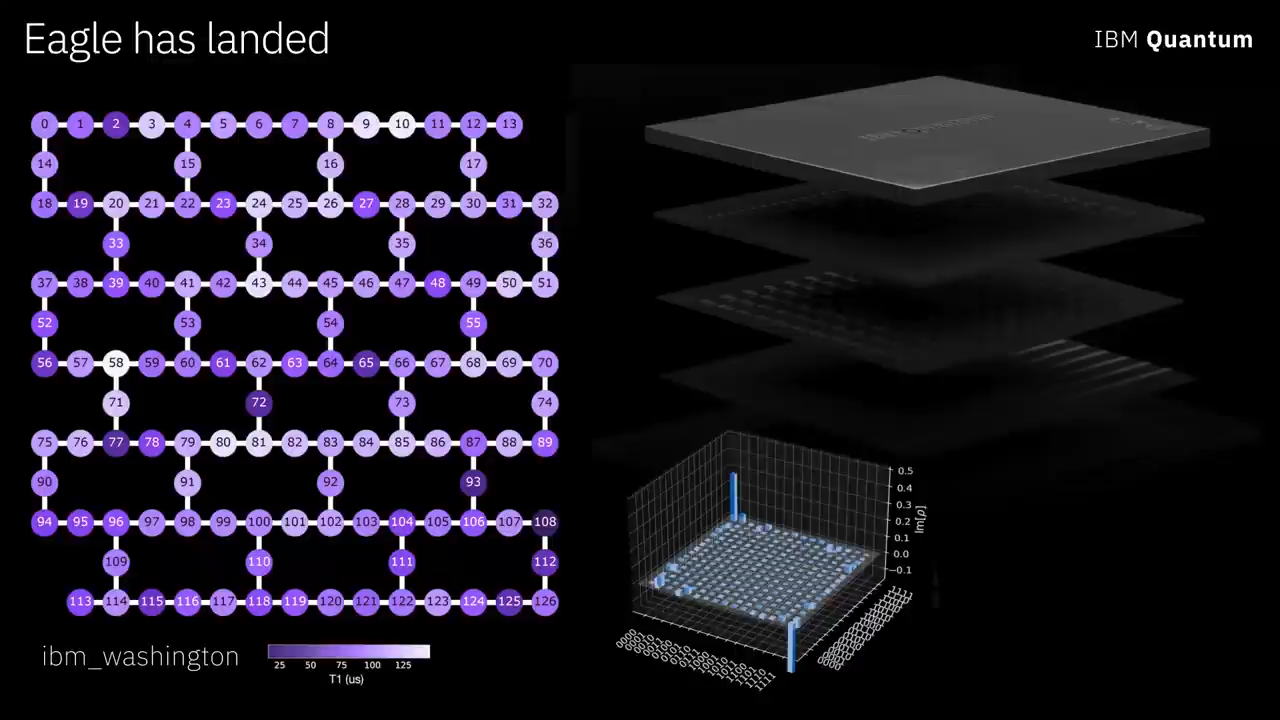 Eagle has landed
IBM Quantum
0 1 2 3 4 5 6 7 8 9 10 11 12 13
14 15 16 17
18 19 20 21 22 23 24 25 26 27 28 29 30 31 32
33 34 35 36
37 38 39 40 41 42 43 44 45 46 47 48 49 50 51
52 53 54 55
56 57 58 59 60 61 62 63 64 65 66 67 68 69 70
71 72 73 74
75 76 77 78 79 80 81 82 83 84 85 86 87 88 89
90 91 92 93
94 95 96 97 98 99 100 101 102 103 104 105 106 107 108
109 110 111 112
113 114 115 116 117 118 119 120 121 122 123 124 125 126
ibm_washington
25 50 75 100 125
T1 (us)
IBM Quantum
0.5
0.4
0.3
0.2
0.1
0.0
−0.1
Im[ρ]